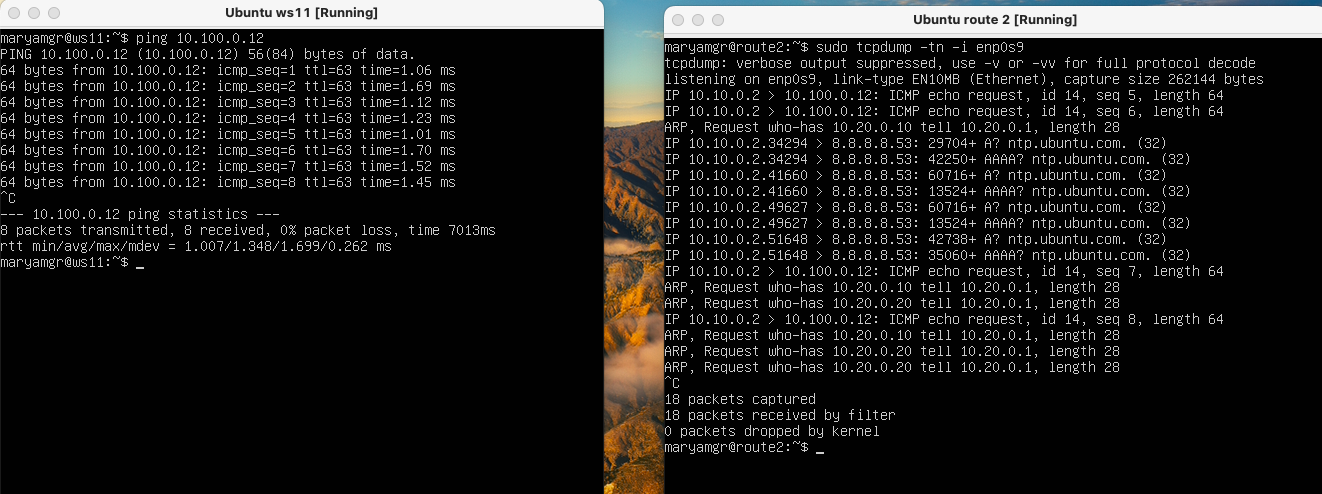 Ubuntu ws11 [Running]
maryamgr@ws11:~$ ping 10.100.0.12
PING 10.100.0.12 (10.100.0.12) 56(84) bytes of data.
64 bytes from 10.100.0.12: icmp_seq=1 ttl=63 time=1.06 ms
64 bytes from 10.100.0.12: icmp_seq=2 ttl=63 time=1.69 ms
64 bytes from 10.100.0.12: icmp_seq=3 ttl=63 time=1.12 ms
64 bytes from 10.100.0.12: icmp_seq=4 ttl=63 time=1.23 ms
64 bytes from 10.100.0.12: icmp_seq=5 ttl=63 time=1.01 ms
64 bytes from 10.100.0.12: icmp_seq=6 ttl=63 time=1.70 ms
64 bytes from 10.100.0.12: icmp_seq=7 ttl=63 time=1.52 ms
64 bytes from 10.100.0.12: icmp_seq=8 ttl=63 time=1.45 ms
^C
--- 10.100.0.12 ping statistics ---
8 packets transmitted, 8 received, 0% packet loss, time 7013ms
rtt min/avg/max/mdev = 1.007/1.348/1.699/0.262 ms
maryamgr@ws11:~$ _
Ubuntu route 2 [Running]
maryamgr@route2:~$ sudo tcpdump -tn -i enp0s9
tcpdump: verbose output suppressed, use -v or -vv for full protocol decode
listening on enp0s9, link-type EN10MB (Ethernet), capture size 262144 bytes
IP 10.10.0.2 > 10.100.0.12: ICMP echo request, id 14, seq 5, length 64
IP 10.10.0.2 > 10.100.0.12: ICMP echo request, id 14, seq 6, length 64
ARP, Request who-has 10.20.0.10 tell 10.20.0.1, length 28
IP 10.10.0.2.34294 > 8.8.8.8.53: 29704+ A? ntp.ubuntu.com. (32)
IP 10.10.0.2.34294 > 8.8.8.8.53: 42250+ AAAA? ntp.ubuntu.com. (32)
IP 10.10.0.2.41660 > 8.8.8.8.53: 60716+ A? ntp.ubuntu.com. (32)
IP 10.10.0.2.41660 > 8.8.8.8.53: 13524+ AAAA? ntp.ubuntu.com. (32)
IP 10.10.0.2.49627 > 8.8.8.8.53: 60716+ A? ntp.ubuntu.com. (32)
IP 10.10.0.2.49627 > 8.8.8.8.53: 13524+ AAAA? ntp.ubuntu.com. (32)
IP 10.10.0.2.51648 > 8.8.8.8.53: 42738+ A? ntp.ubuntu.com. (32)
IP 10.10.0.2.51648 > 8.8.8.8.53: 35060+ AAAA? ntp.ubuntu.com. (32)
IP 10.10.0.2 > 10.100.0.12: ICMP echo request, id 14, seq 7, length 64
ARP, Request who-has 10.20.0.10 tell 10.20.0.1, length 28
ARP, Request who-has 10.20.0.20 tell 10.20.0.1, length 28
IP 10.10.0.2 > 10.100.0.12: ICMP echo request, id 14, seq 8, length 64
ARP, Request who-has 10.20.0.10 tell 10.20.0.1, length 28
ARP, Request who-has 10.20.0.20 tell 10.20.0.1, length 28
ARP, Request who-has 10.20.0.20 tell 10.20.0.1, length 28
^C
18 packets captured
18 packets received by filter
0 packets dropped by kernel
maryamgr@route2:~$ _